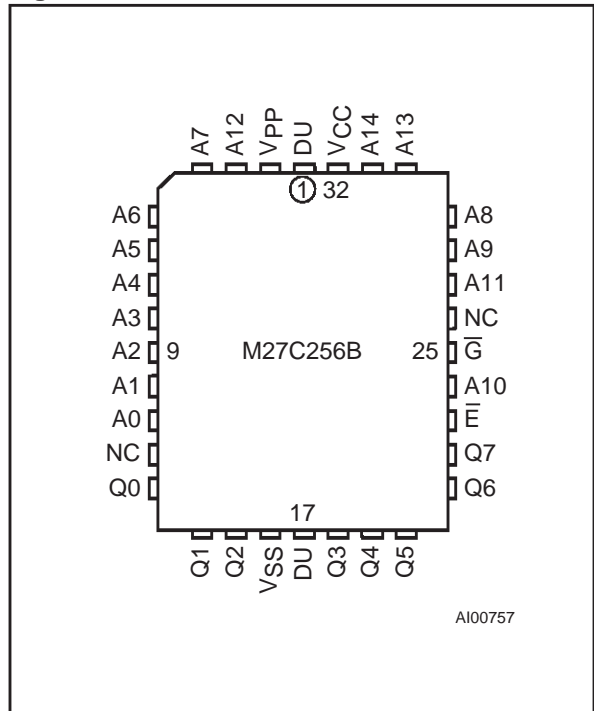 A7 A12 VPP DU VCC A14 A13
1 32
A6 A8
A5 A9
A4 A11
A3 NC
A2 9 M27C256B 25 G̅
A1 A10
A0 E̅
NC Q7
Q0 Q6
17
Q1 Q2 VSS DU Q3 Q4 Q5
AI00757